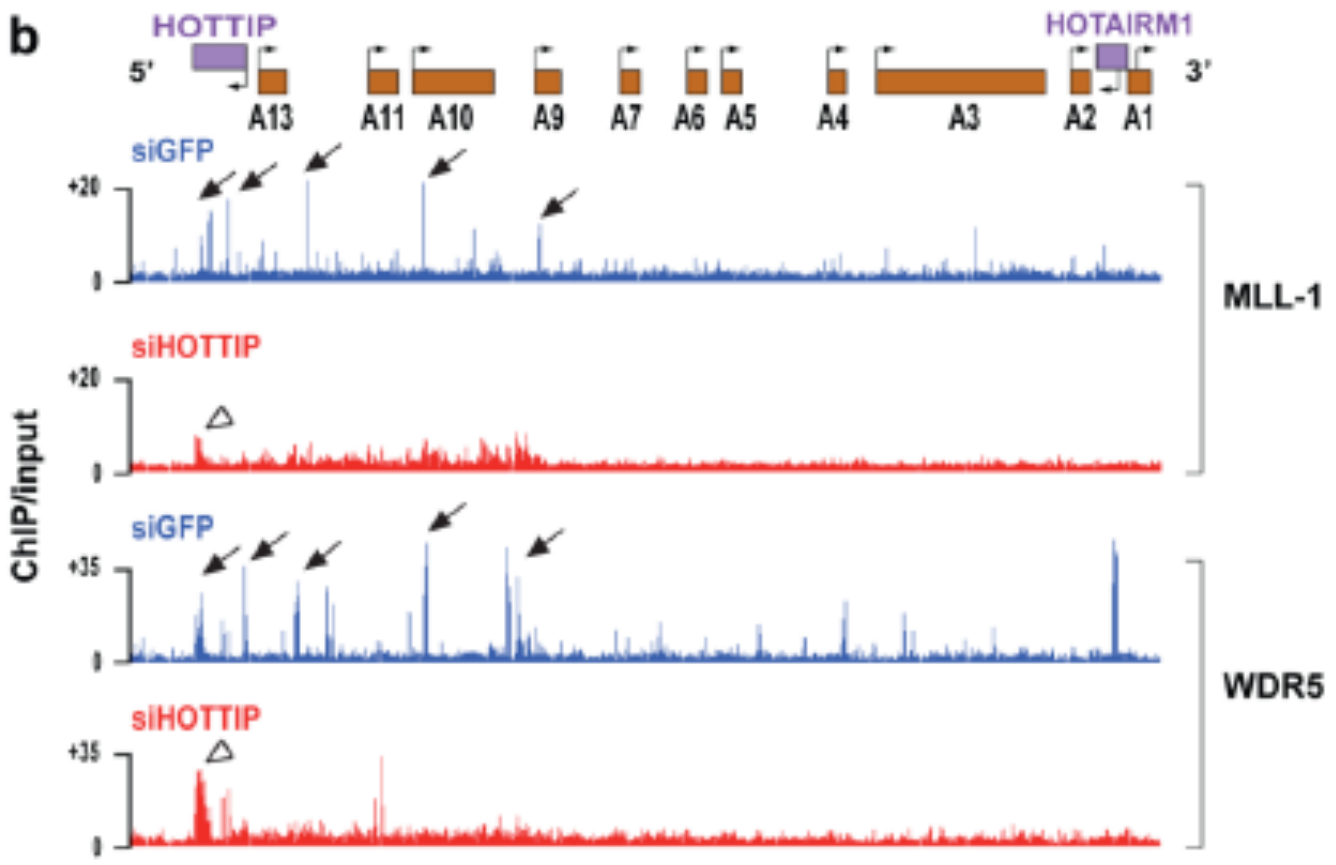 b
HOTTIP HOTAIRM1
5' 3'
A13 A11 A10 A9 A7 A6 A5 A4 A3 A2 A1
siGFP
+20
0
MLL-1
siHOTTIP
+20
0
ChIP/input
siGFP
+35
0
WDR5
siHOTTIP
+35
0